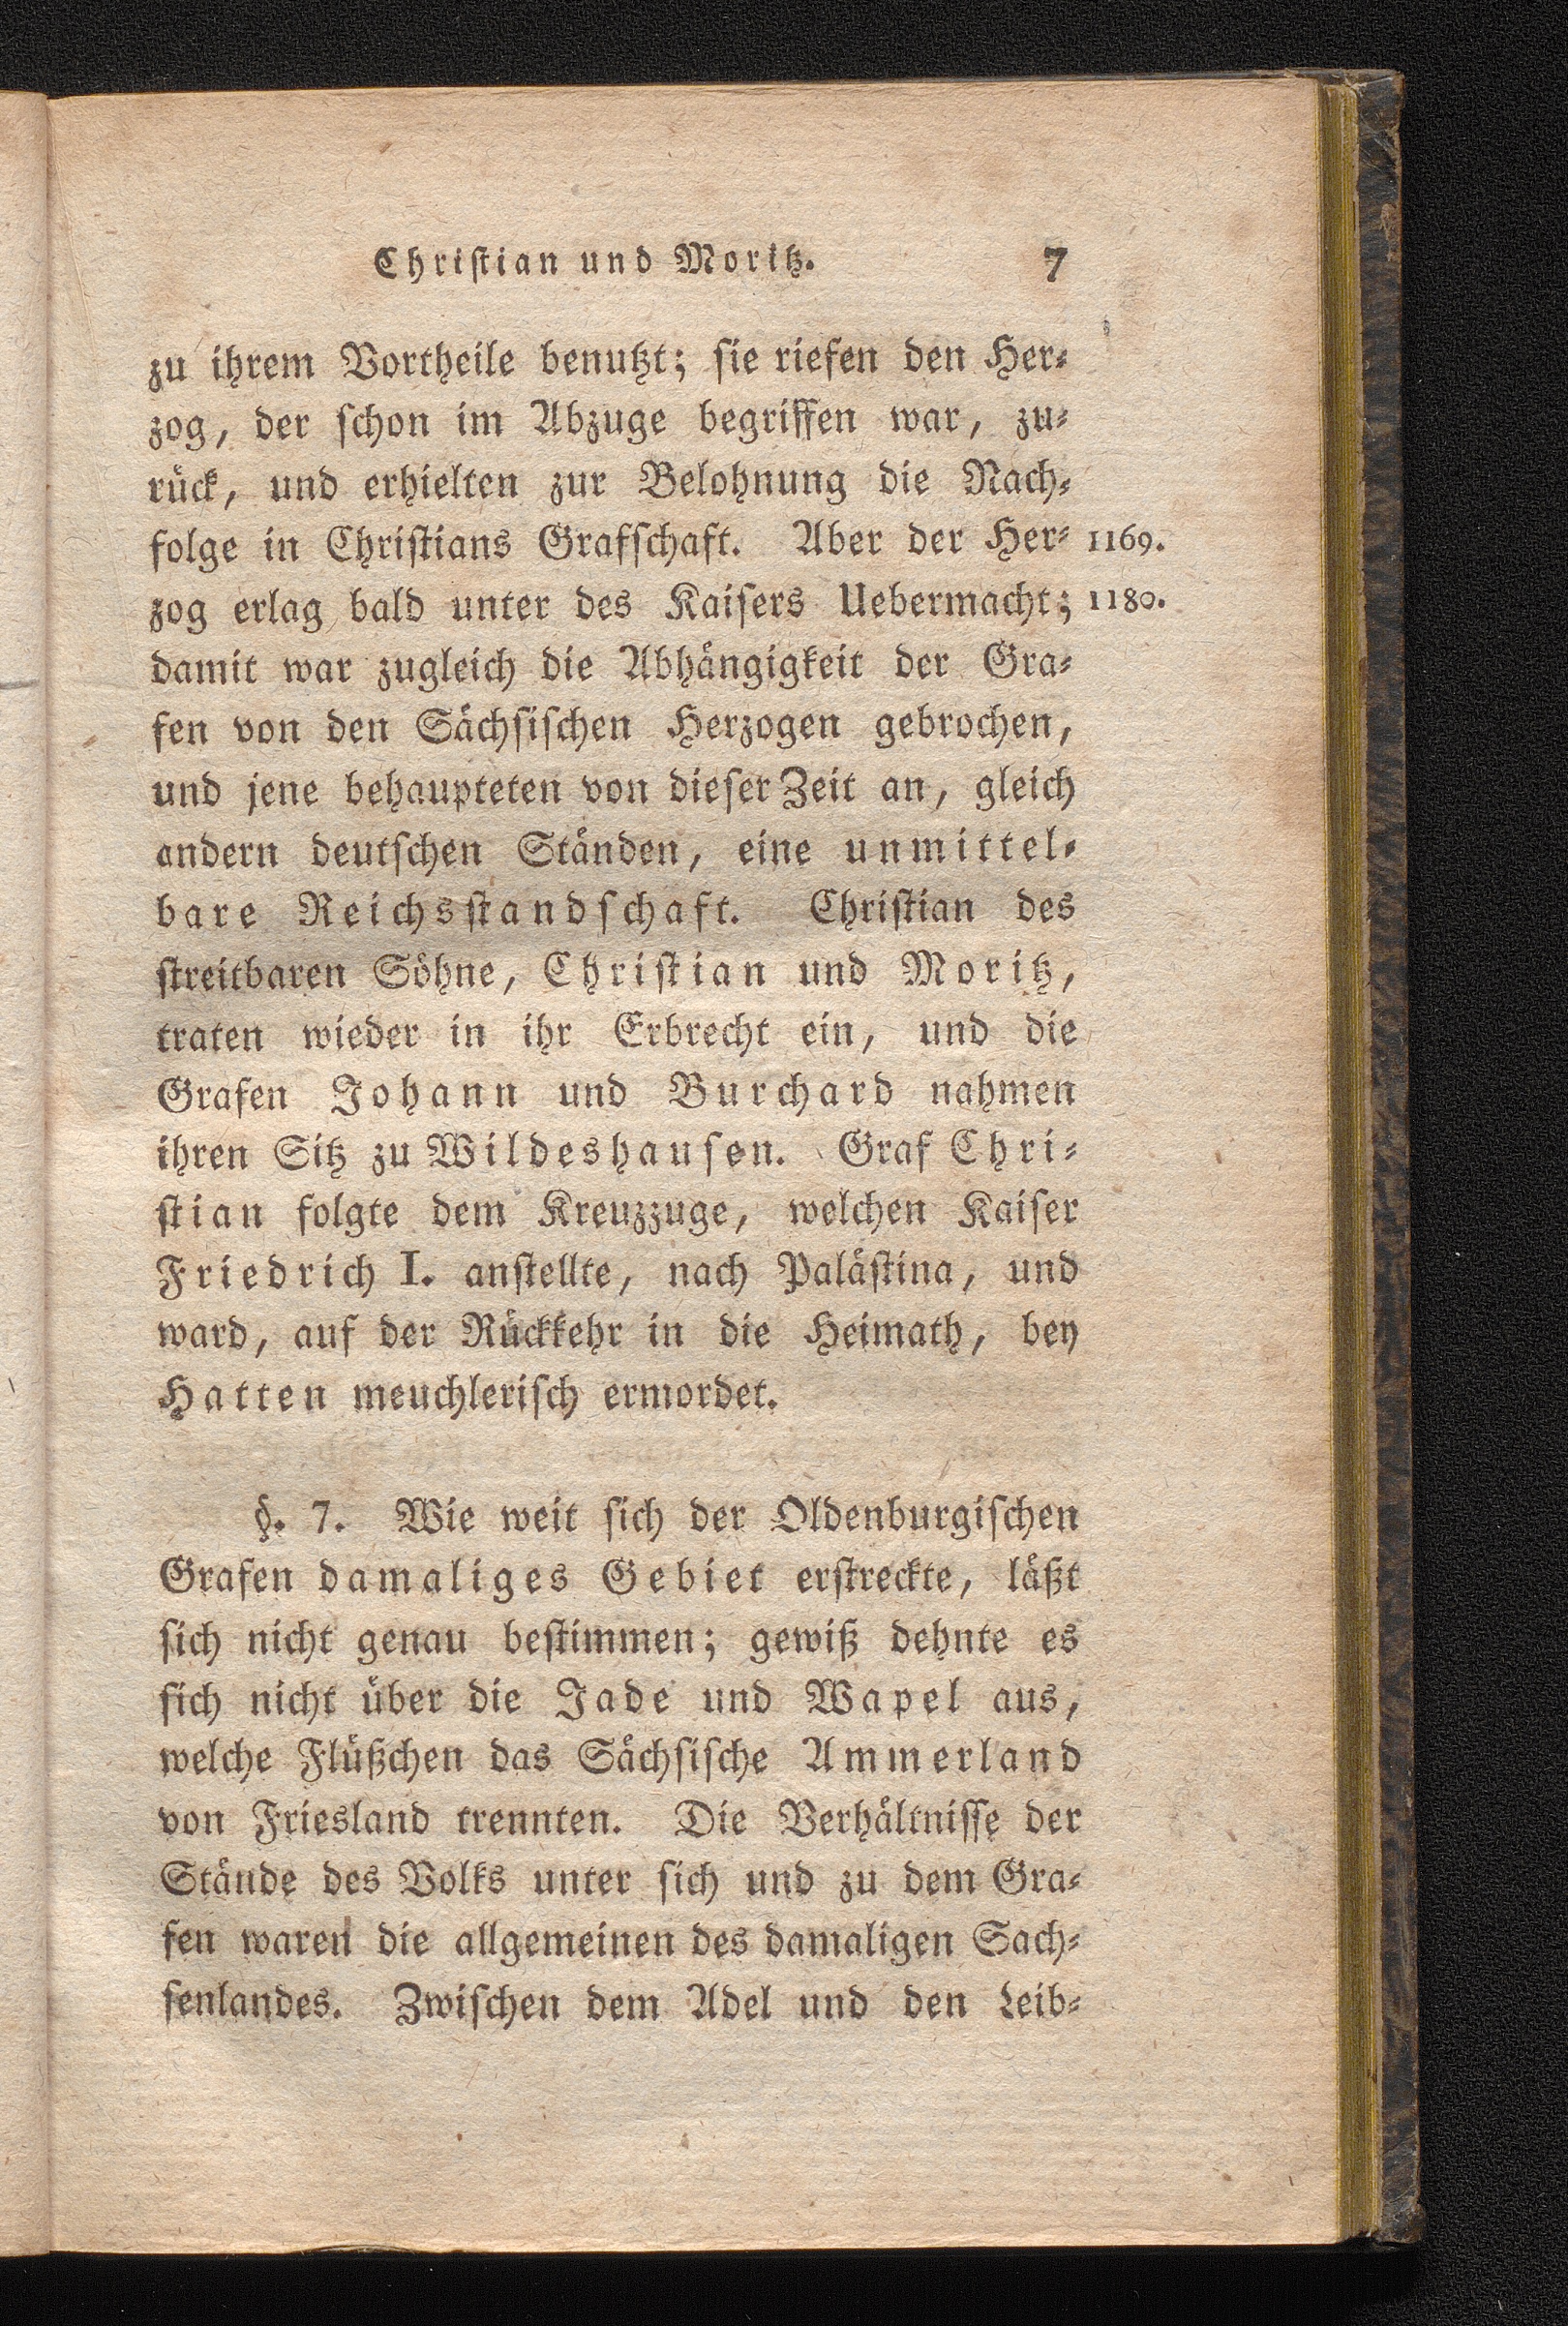 Christian und Moritz. 7
zu ihrem Vortheile benutzt; sie riefen den Her-
zog, der schon im Abzuge begriffen war, zu-
rück, und erhielten zur Belohnung die Nach-
folge in Christians Grafschaft. Aber der Her- 1169.
zog erlag bald unter des Kaisers Uebermacht; 1180.
damit war zugleich die Abhängigkeit der Gra-
fen von den Sächsischen Herzogen gebrochen,
und jene behaupteten von dieser Zeit an, gleich
andern deutschen Ständen, eine unmittel-
bare Reichsstandschaft. Christian des
streitbaren Söhne, Christian und Moritz,
traten wieder in ihr Erbrecht ein, und die
Grafen Johann und Burchard nahmen
ihren Sitz zu Wildeshausen. Graf Chri-
stian folgte dem Kreuzzuge, welchen Kaiser
Friedrich I. anstellte, nach Palästina, und
ward, auf der Rückkehr in die Heimath, bey
Hatten meuchlerisch ermordet.
§. 7. Wie weit sich der Oldenburgischen
Grafen damaliges Gebiet erstreckte, läßt
sich nicht genau bestimmen; gewiß dehnte es
sich nicht über die Jade und Wapel aus,
welche Flüßchen das Sächsische Ammerland
von Friesland trennten. Die Verhältnisse der
Stände des Volks unter sich und zu dem Gra-
fen waren die allgemeinen des damaligen Sach-
senlandes. Zwischen dem Adel und den Leib-